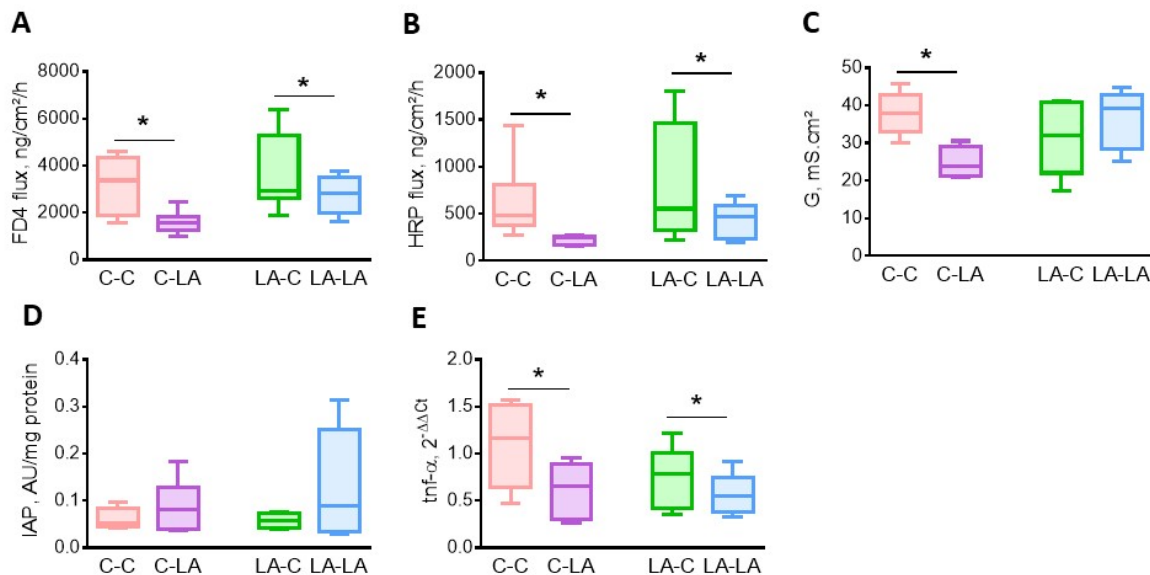 A
FD4 flux, ng/cm²/h
8000
6000
4000
2000
0
*
*
C-C C-LA LA-C LA-LA
B
HRP flux, ng/cm²/h
2000
1500
1000
500
0
*
*
C-C C-LA LA-C LA-LA
C
G, mS.cm²
50
40
30
20
10
0
*
C-C C-LA LA-C LA-LA
D
IAP, AU/mg protein
0.4
0.3
0.2
0.1
0.0
C-C C-LA LA-C LA-LA
E
tnf-α, 2^-ΔΔCt
2.0
1.5
1.0
0.5
0.0
*
*
C-C C-LA LA-C LA-LA